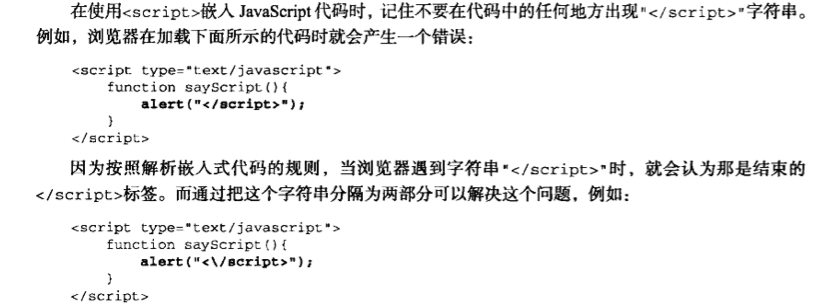 在使用<script>嵌入 JavaScript 代码时，记住不要在代码中的任何地方出现"</script>"字符串。
例如，浏览器在加载下面所示的代码时就会产生一个错误：
<script type="text/javascript">
    function sayScript(){
        alert("</script>");
    }
</script>
因为按照解析嵌入式代码的规则，当浏览器遇到字符串"</script>"时，就会认为那是结束的
</script>标签。而通过把这个字符串分隔为两部分可以解决这个问题，例如：
<script type="text/javascript">
    function sayScript(){
        alert("<\/script>");
    }
</script>